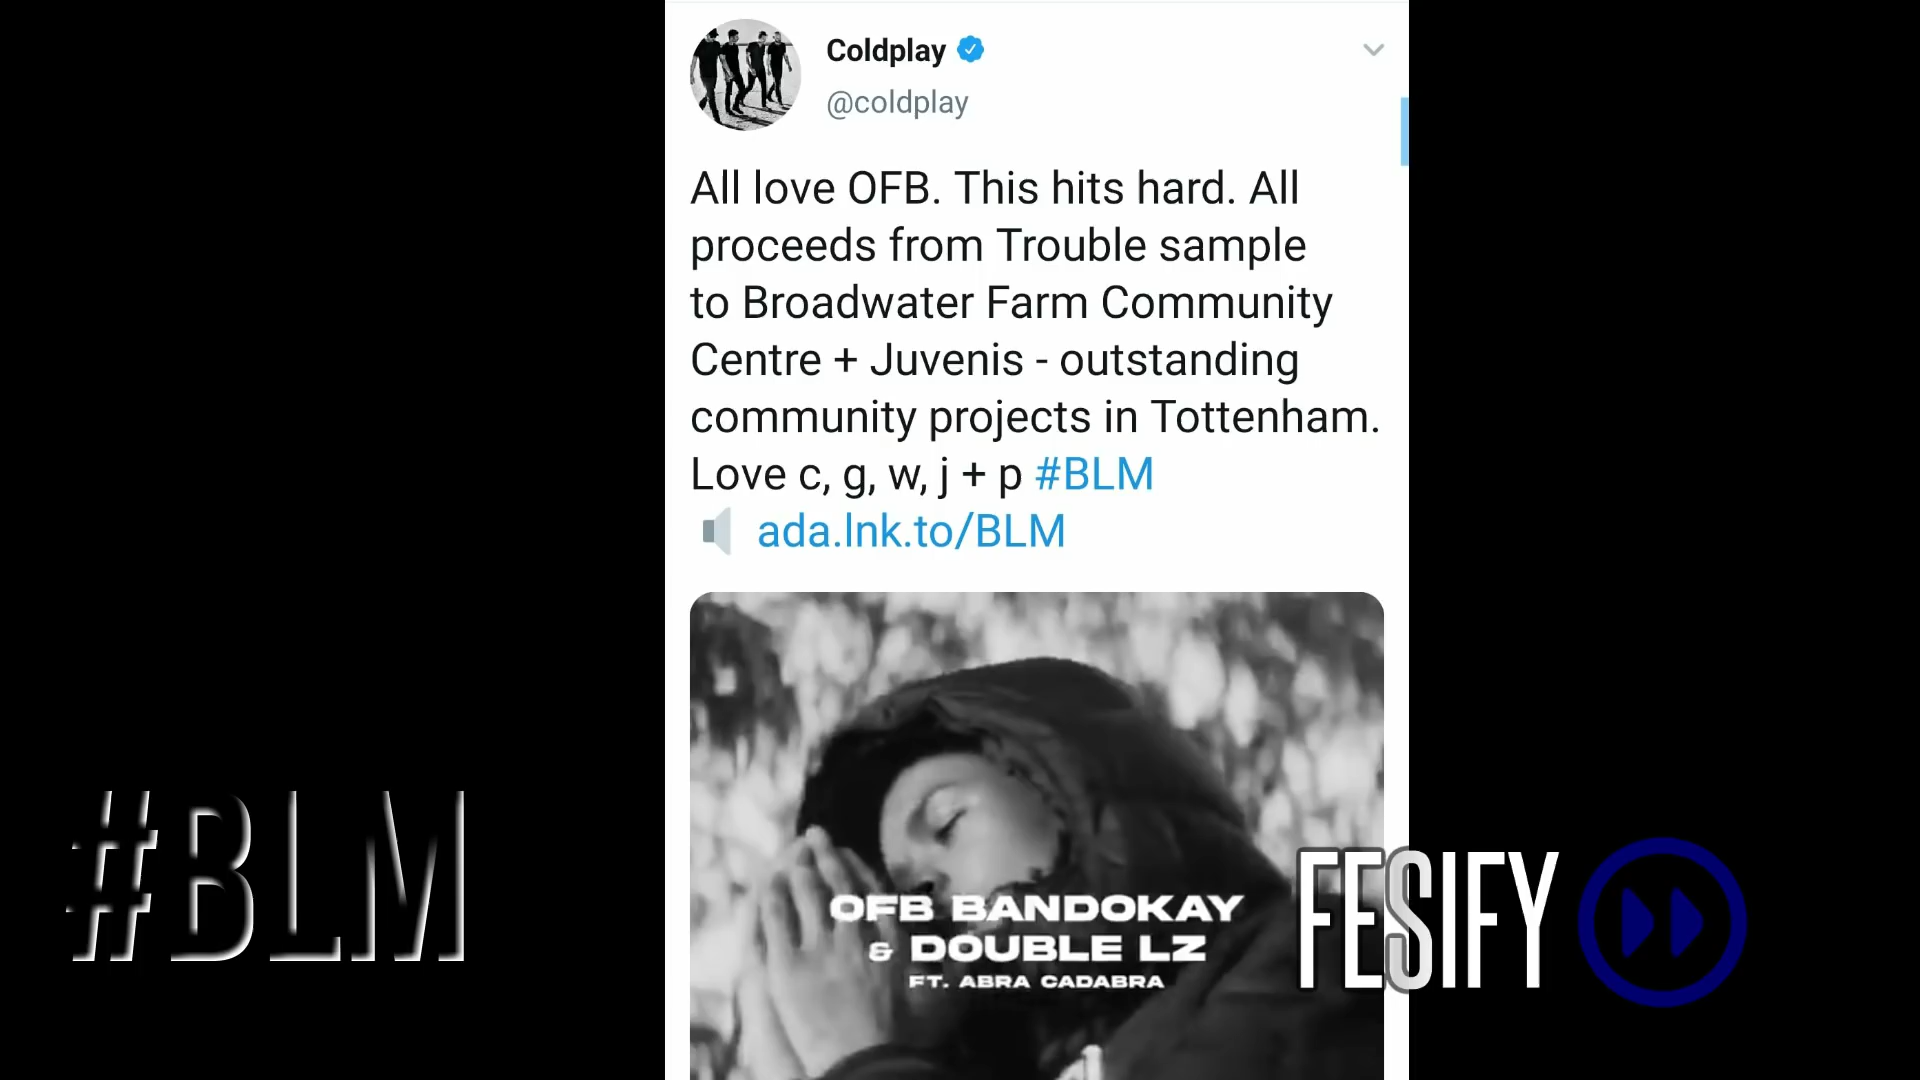 Coldplay
@coldplay
All love OFB. This hits hard. All
proceeds from Trouble sample
to Broadwater Farm Community
Centre + Juvenis - outstanding
community projects in Tottenham.
Love c, g, w, j + p #BLM
ada.lnk.to/BLM
OFB BANDOKAY
& DOUBLE LZ
FT. ABRA CADABRA
#BLM
FESIFY